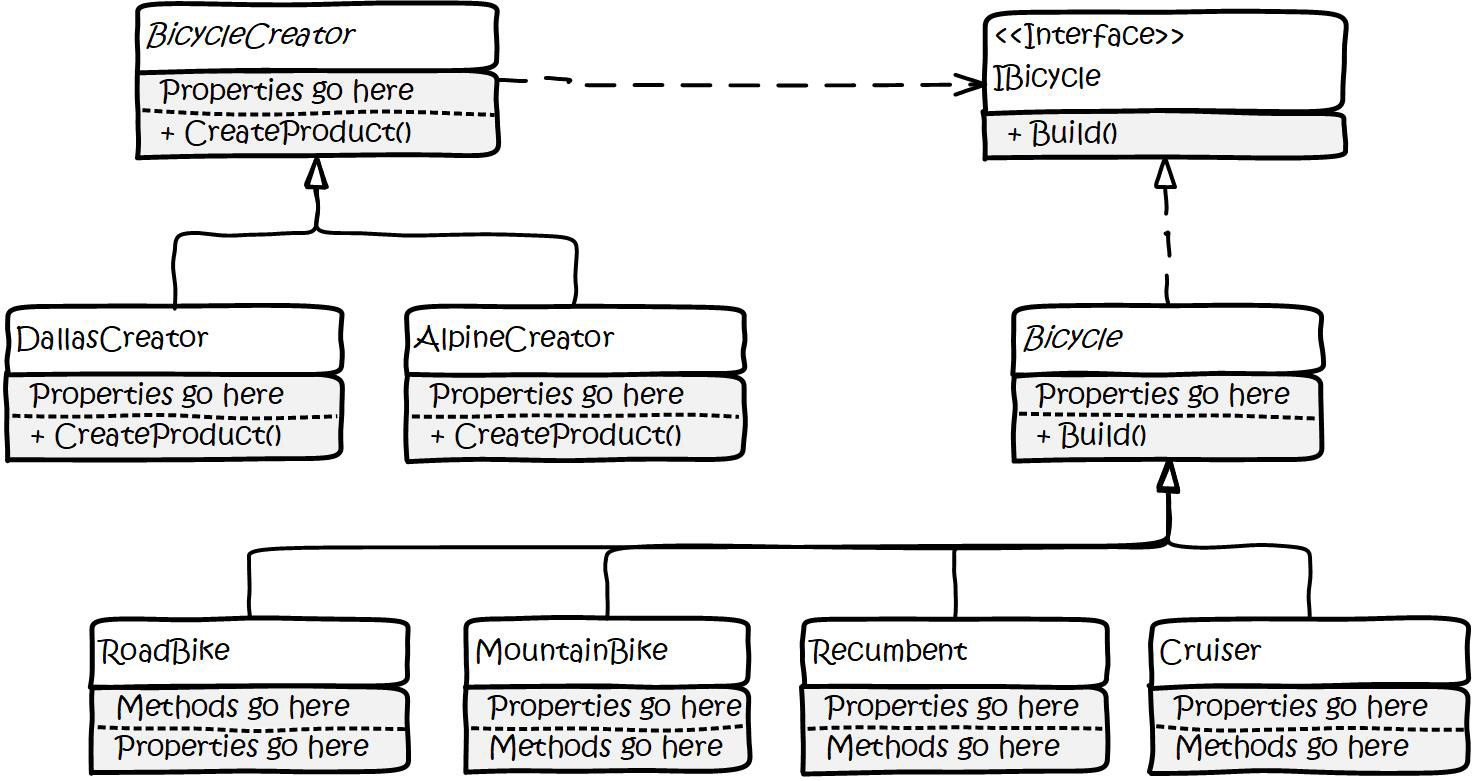 BicycleCreator
Properties go here
+ CreateProduct()
<<Interface>>
IBicycle
+ Build()
DallasCreator
Properties go here
+ CreateProduct()
AlpineCreator
Properties go here
+ CreateProduct()
Bicycle
Properties go here
+ Build()
RoadBike
Methods go here
Properties go here
MountainBike
Properties go here
Methods go here
Recumbent
Properties go here
Methods go here
Cruiser
Properties go here
Methods go here